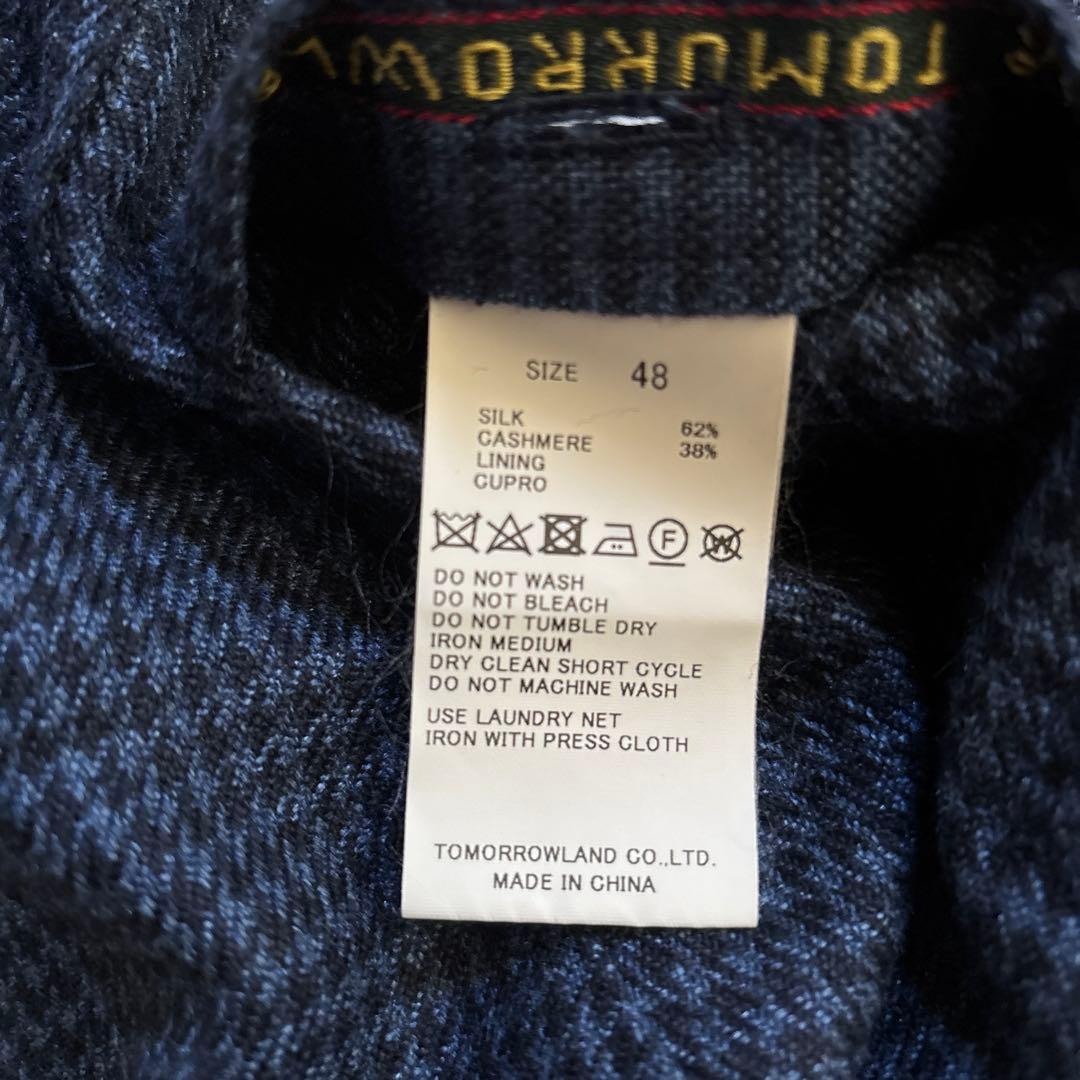 TOMORROWL
SIZE 48
SILK 62%
CASHMERE 38%
LINING
CUPRO
F W
DO NOT WASH
DO NOT BLEACH
DO NOT TUMBLE DRY
IRON MEDIUM
DRY CLEAN SHORT CYCLE
DO NOT MACHINE WASH
USE LAUNDRY NET
IRON WITH PRESS CLOTH
TOMORROWLAND CO.,LTD.
MADE IN CHINA